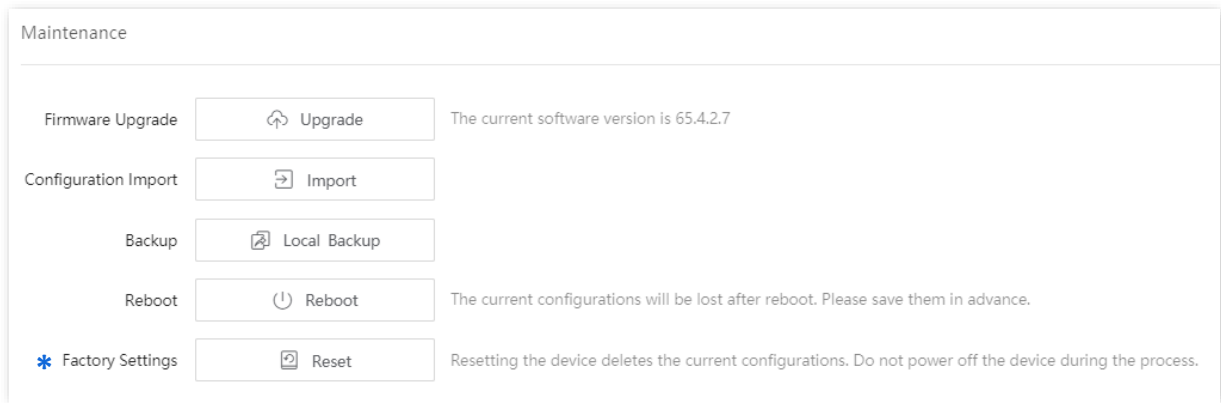 Maintenance
Firmware Upgrade Upgrade The current software version is 65.4.2.7
Configuration Import Import
Backup Local Backup
Reboot Reboot The current configurations will be lost after reboot. Please save them in advance.
* Factory Settings Reset Resetting the device deletes the current configurations. Do not power off the device during the process.